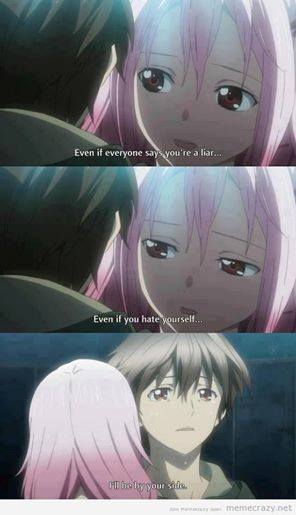 Even if everyone says you're a liar...
Even if you hate yourself...
I'll be by your side.
memecrazy.net